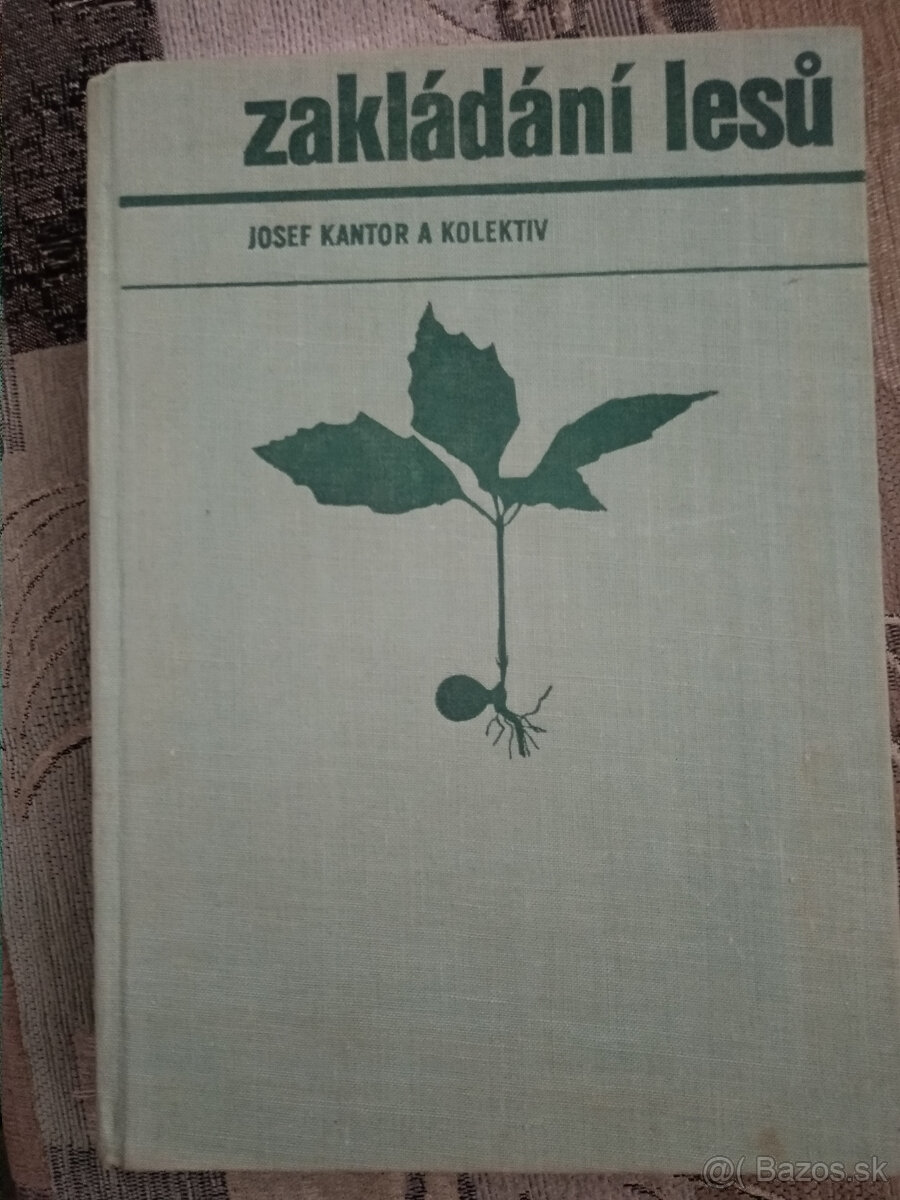 zakládání lesů
JOSEF KANTOR A KOLEKTIV
@( Bazos.sk